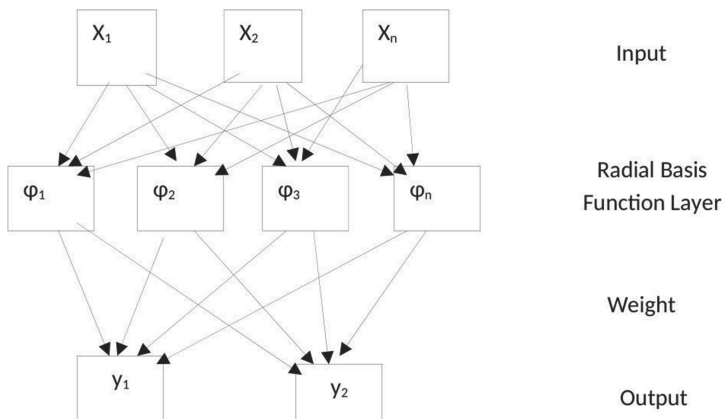 X₁ X₂ Xₙ
Input
φ₁ φ₂ φ₃ φₙ
Radial Basis
Function Layer
Weight
y₁ y₂
Output